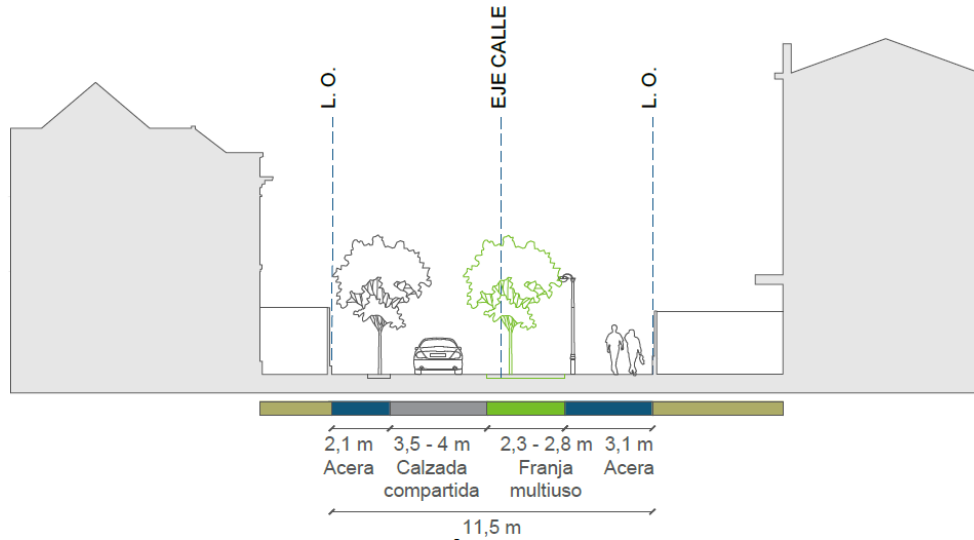 L. O.
EJE CALLE
L. O.
2,1 m
Acera
3,5 - 4 m
Calzada
compartida
2,3 - 2,8 m
Franja
multiuso
3,1 m
Acera
11,5 m